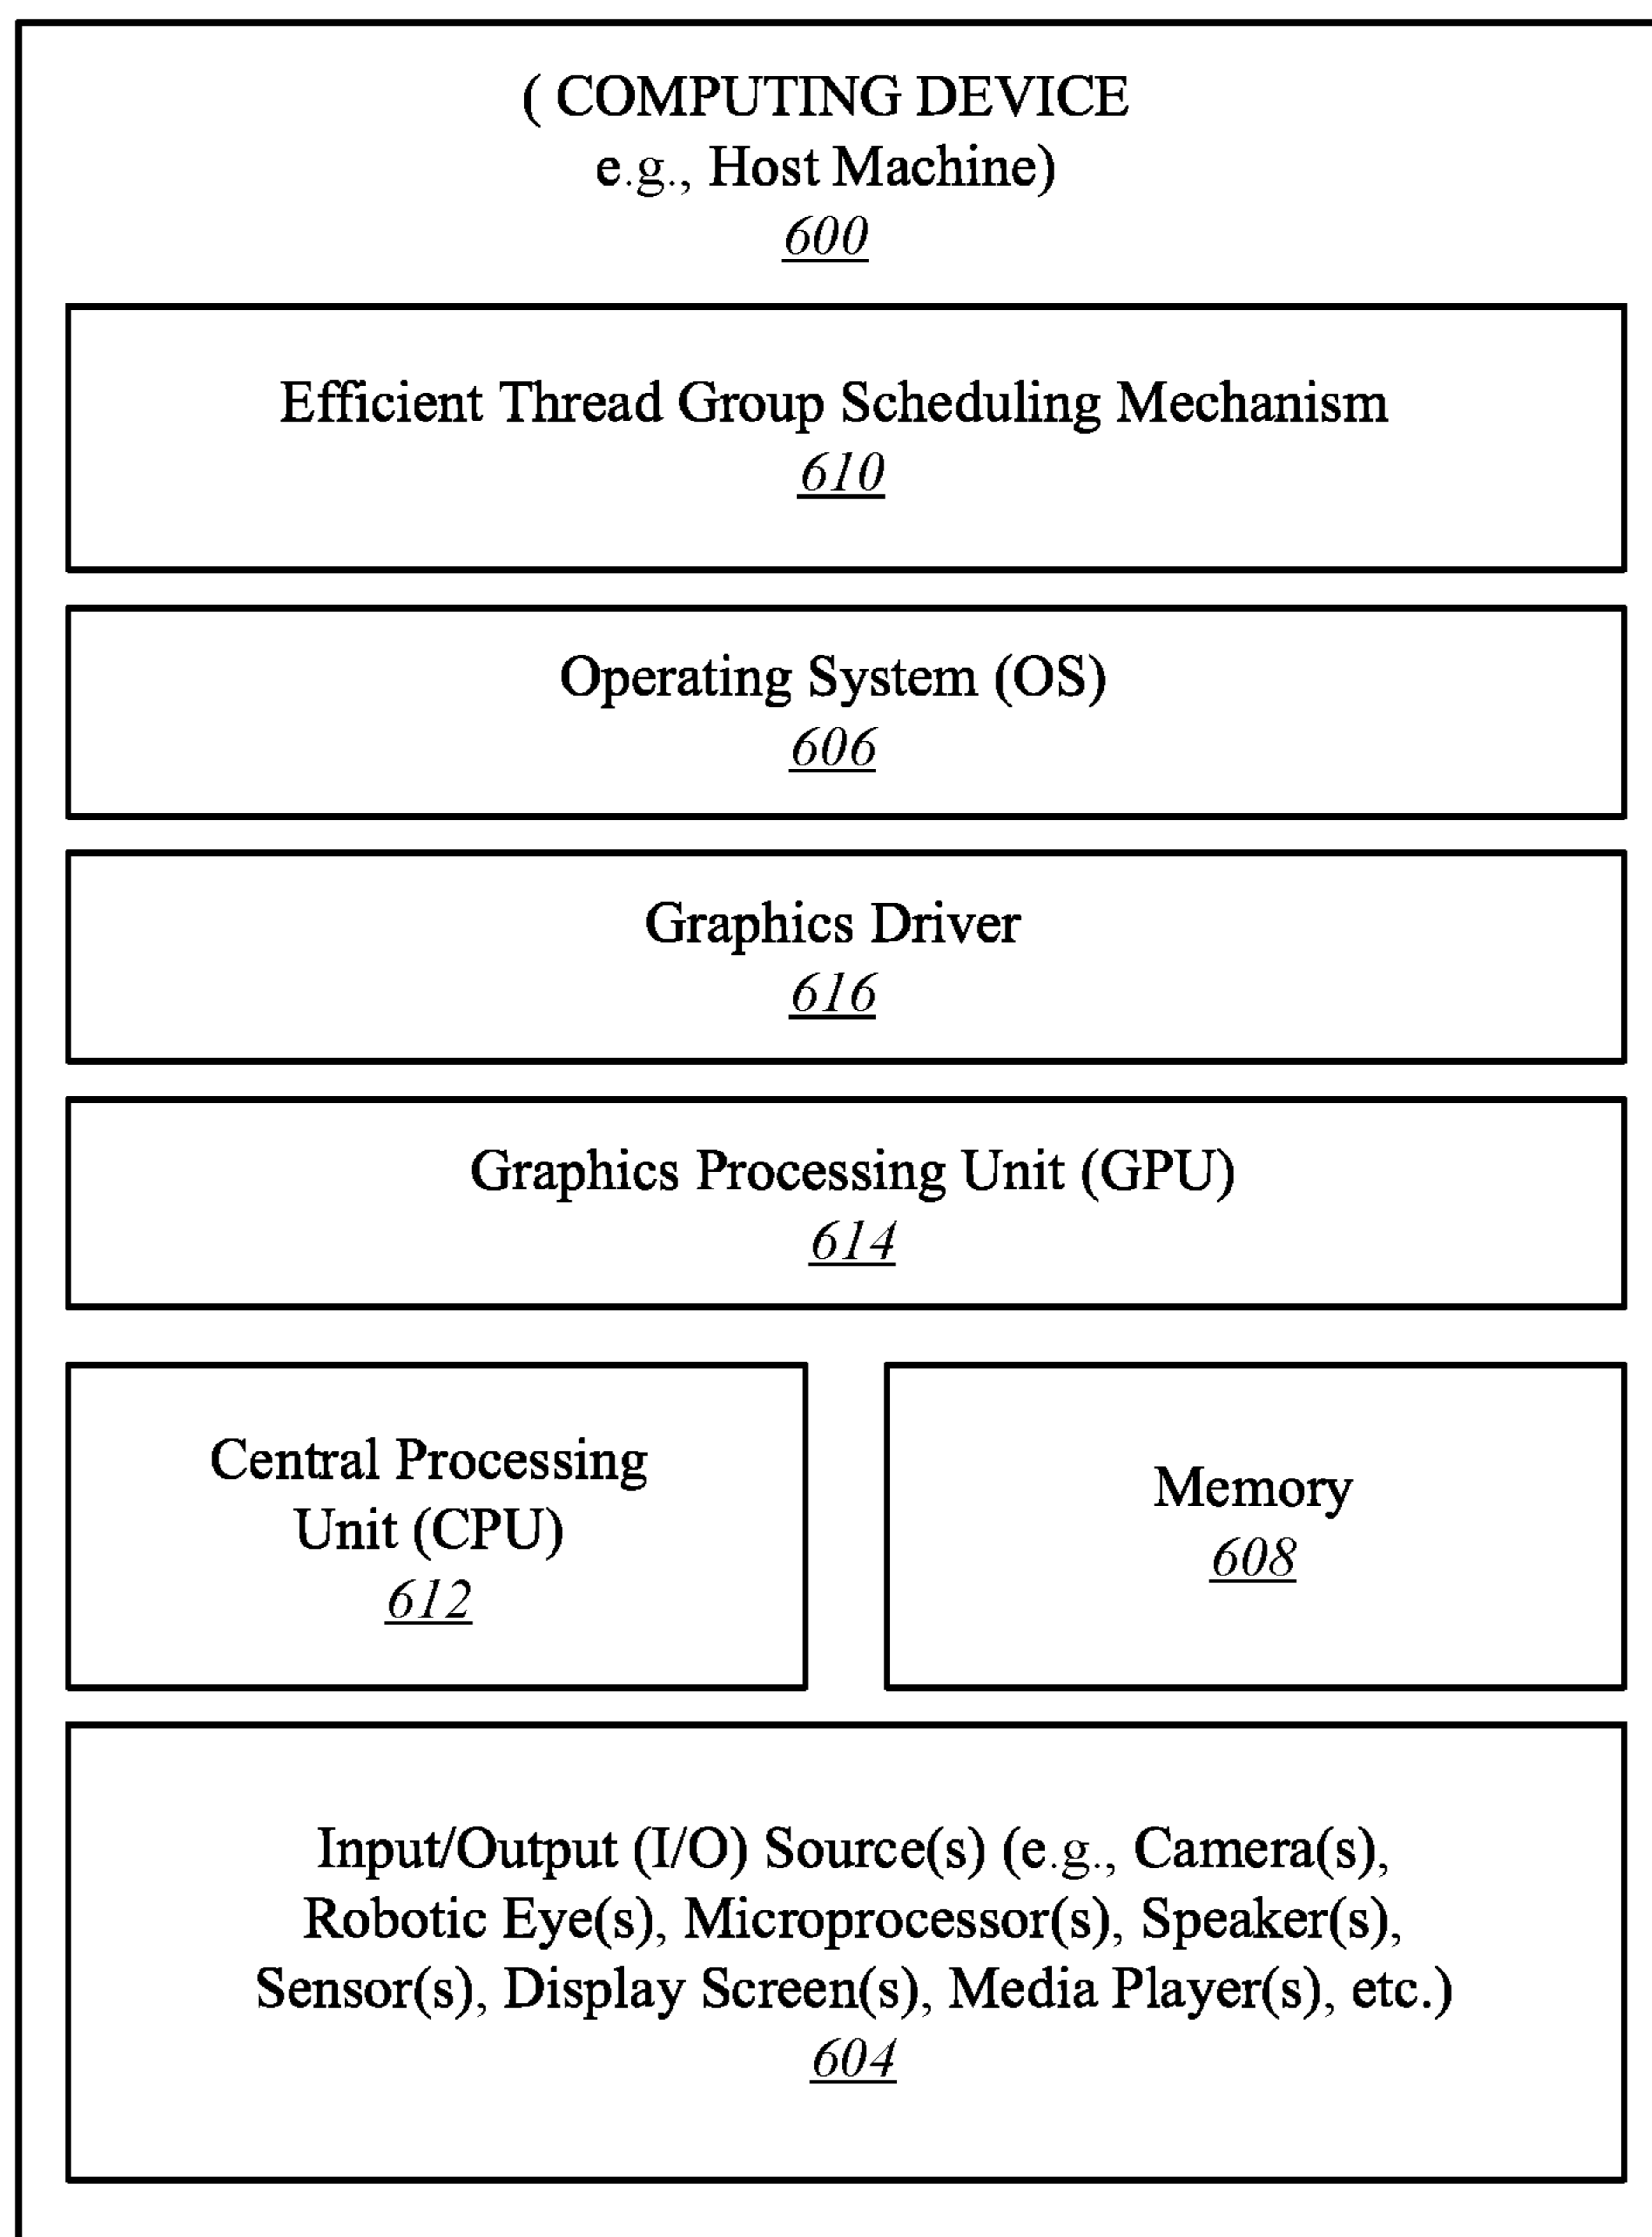 ( COMPUTING DEVICE
e.g., Host Machine)
600
Efficient Thread Group Scheduling Mechanism
610
Operating System (OS)
606
Graphics Driver
616
Graphics Processing Unit (GPU)
614
Central Processing
Unit (CPU)
612
Memory
608
Input/Output (I/O) Source(s) (e.g., Camera(s),
Robotic Eye(s), Microprocessor(s), Speaker(s),
Sensor(s), Display Screen(s), Media Player(s), etc.)
604